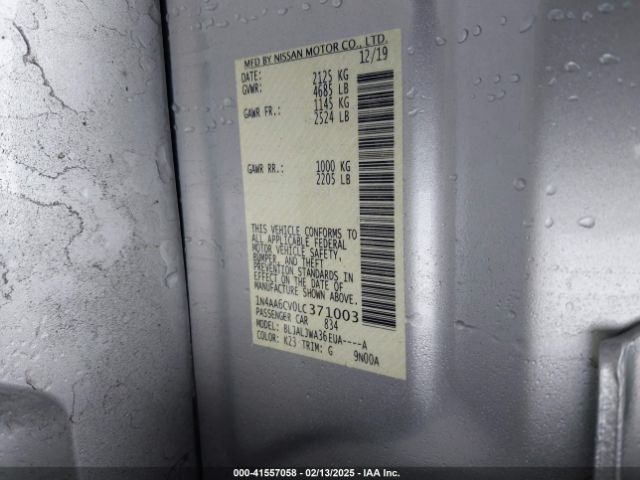 MFD BY NISSAN MOTOR CO., LTD.
DATE: 12/19
GVWR: 2125 KG
4685 LB
GAWR FR.: 1145 KG
2524 LB
GAWR RR.: 1000 KG
2205 LB
THIS VEHICLE CONFORMS TO
ALL APPLICABLE FEDERAL
MOTOR VEHICLE SAFETY,
BUMPER, AND THEFT
PREVENTION STANDARDS IN
EFFECT ON THE DATE OF
MANUFACTURE SHOWN ABOVE.
1N4AA6CV0LC371003
PASSENGER CAR 834
MODEL: BLJALJWA36EUA----A
COLOR: K23 TRIM: G 9N00A
000-41557058 - 02/13/2025 - IAA Inc.